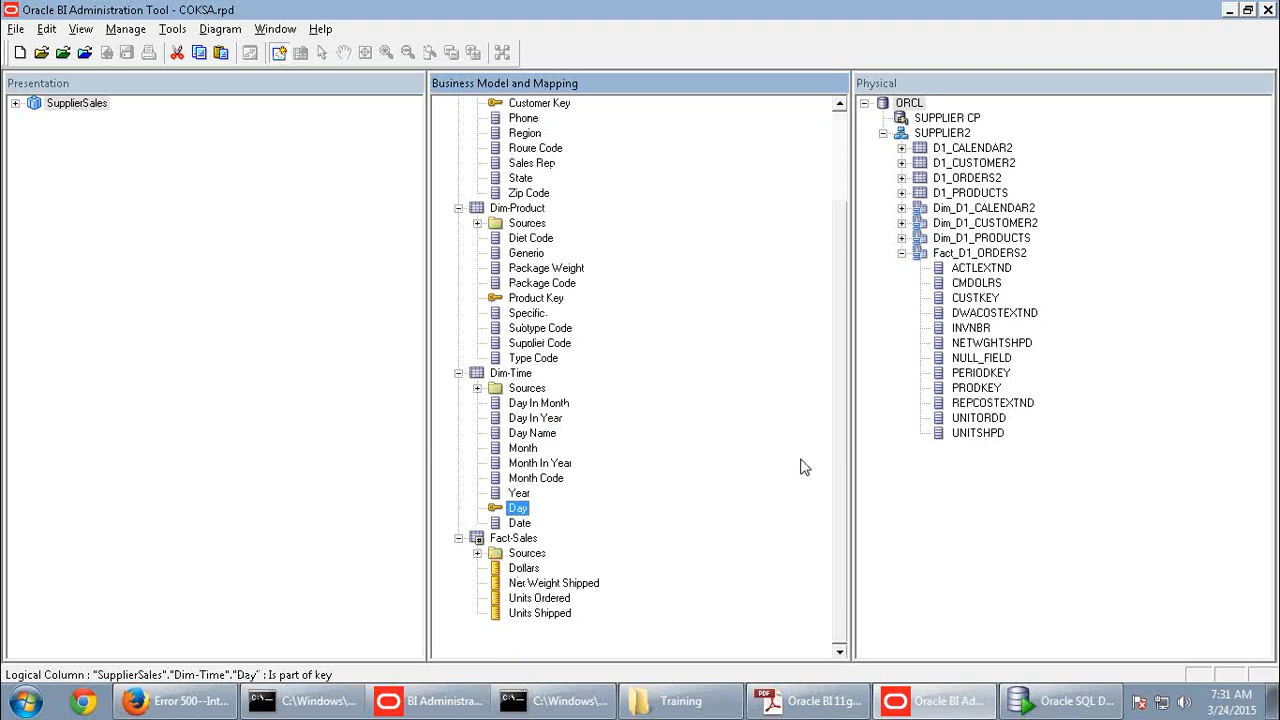 Oracle BI Administration Tool - COKSA.rpd
File Edit View Manage Tools Diagram Window Help
Presentation
SupplierSales
Business Model and Mapping
Customer Key
Phone
Region
Route Code
Sales Rep
State
Zip Code
Dim-Product
Sources
Diet Code
Generic
Package Weight
Package Code
Product Key
Specific.
Subtype Code
Supplier Code
Type Code
Dim-Time
Sources
Day In Month
Day In Year
Day Name
Month
Month In Year
Month Code
Year
Day
Date
Fact-Sales
Sources
Dollars
Net Weight Shipped
Units Ordered
Units Shipped
Physical
ORCL
SUPPLIER CP
SUPPLIER2
D1_CALENDAR2
D1_CUSTOMER2
D1_ORDERS2
D1_PRODUCTS
Dim_D1_CALENDAR2
Dim_D1_CUSTOMER2
Dim_D1_PRODUCTS
Fact_D1_ORDERS2
ACTLEXTND
CMDOLRS
CUSTKEY
DWACOSTEXTND
INVNBR
NETWGHTSHPD
NULL_FIELD
PERIODKEY
PRODKEY
REPCOSTEXTND
UNITORDD
UNITSHPD
Logical Column : "SupplierSales"."Dim-Time"."Day" : Is part of key
Error 500--Int... C:\Windows\... BI Administra... C:\Windows\... Training PDF Oracle BI 11g... Oracle BI Ad... Oracle SQL D... 7:31 AM
3/24/2015